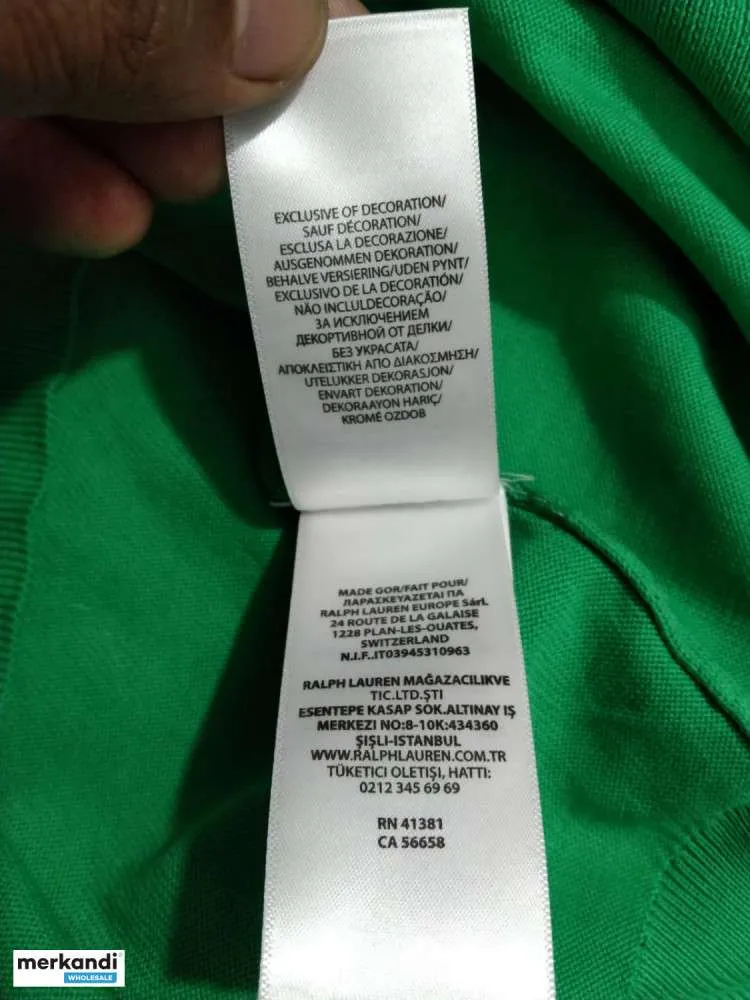 EXCLUSIVE OF DECORATION/
SAUF DÉCORATION/
ESCLUSA LA DECORAZIONE/
AUSGENOMMEN DEKORATION/
BEHALVE VERSIERING/UDEN PYNT/
EXCLUSIVO DE LA DECORATIÓN/
NÃO INCLULDECORAÇÃO/
ЗА ИСКЛЮЧЕНИЕМ
ДЕКОРТИВНОЙ ОТ ДЕЛКИ/
БЕЗ УКРАСАТА/
ΑΠΟΚΛΕΙΣΤΙΚΗ ΑΠΟ ΔΙΑΚΟΣΜΗΣΗ/
UTELUKKER DEKORASJON/
ENVART DEKORATION/
DEKORAAYON HARIÇ/
KROMĖ OZDOB
MADE GOR/FAIT POUR/
ΠΑΡΑΣΚΕΥΑΖΕΤΑΙ ΠΑ
RALPH LAUREN EUROPE Sárl.
24 ROUTE DE LA GALAISE
1228 PLAN-LES-OUATES,
SWITZERLAND
N.I.F..IT03945310963
RALPH LAUREN MAĞAZACILIKVE
TIC.LTD.ŞTI
ESENTEPE KASAP SOK.ALTINAY IŞ
MERKEZI NO:8-10K:434360
ŞIŞLI-ISTANBUL
WWW.RALPHLAUREN.COM.TR
TÜKETICI OLETIŞI, HATTI:
0212 345 69 69
RN 41381
CA 56658
merkandi
WHOLESALE